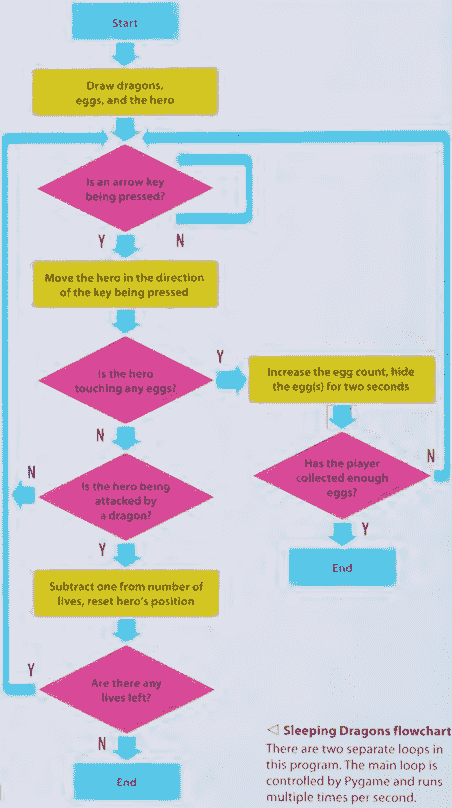 Start
Draw dragons,
eggs, and the hero
Is an arrow key
being pressed?
Y
N
Move the hero in the direction
of the key being pressed
Is the hero
touching any eggs?
Y
Increase the egg count, hide
the egg(s) for two seconds
N
Has the player
collected enough
eggs?
N
Is the hero being
attacked by
a dragon?
N
Y
Y
End
Subtract one from number of
lives, reset hero's position
Are there any
lives left?
Y
N
End
◁ Sleeping Dragons flowchart
There are two separate loops in
this program. The main loop is
controlled by Pygame and runs
multiple times per second.